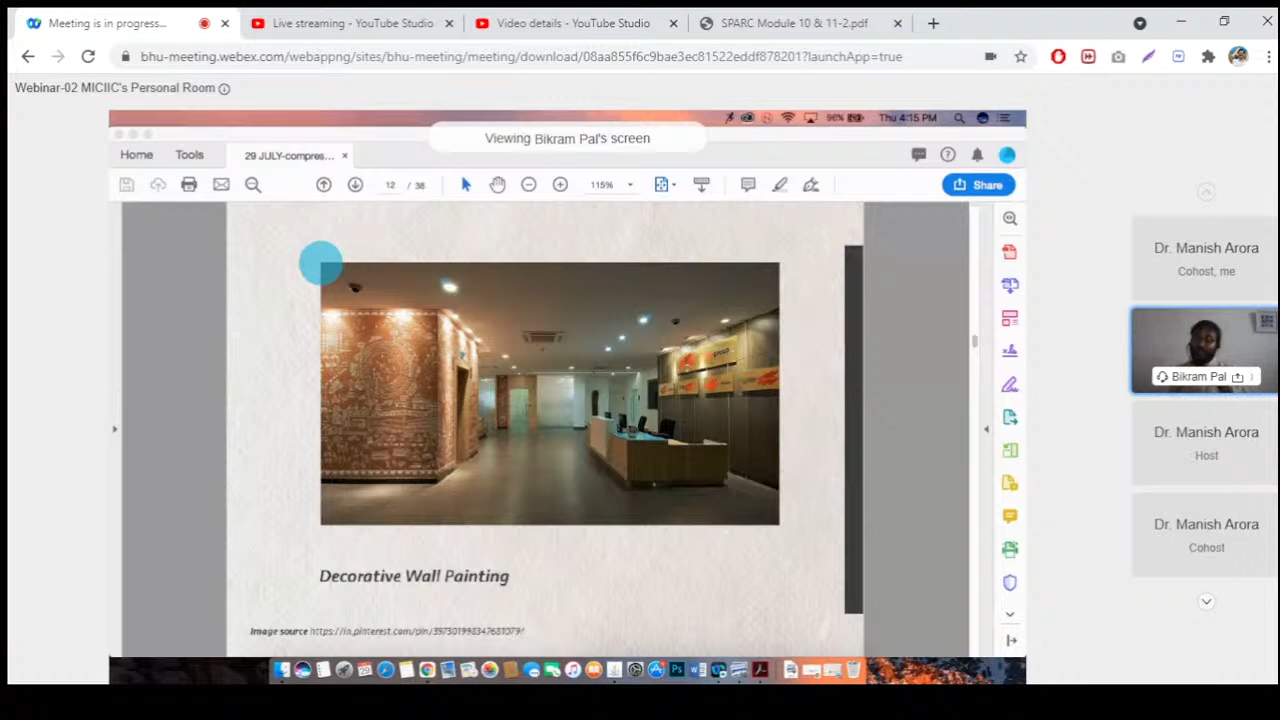 Meeting is in progress...
Live streaming - YouTube Studio
Video details - YouTube Studio
SPARC Module 10 & 11-2.pdf
bhu-meeting.webex.com/webappng/sites/bhu-meeting/meeting/download/08aa855f6c9bae3ec81522eddf878201?launchApp=true
Webinar-02 MICIIC's Personal Room
96%
Thu 4:15 PM
Viewing Bikram Pal's screen
Home
Tools
29 JULY-compres...
12 / 38
115%
Share
Decorative Wall Painting
Image source https://in.pinterest.com/pin/397301998347681079/
Dr. Manish Arora
Cohost, me
Bikram Pal
Dr. Manish Arora
Host
Dr. Manish Arora
Cohost